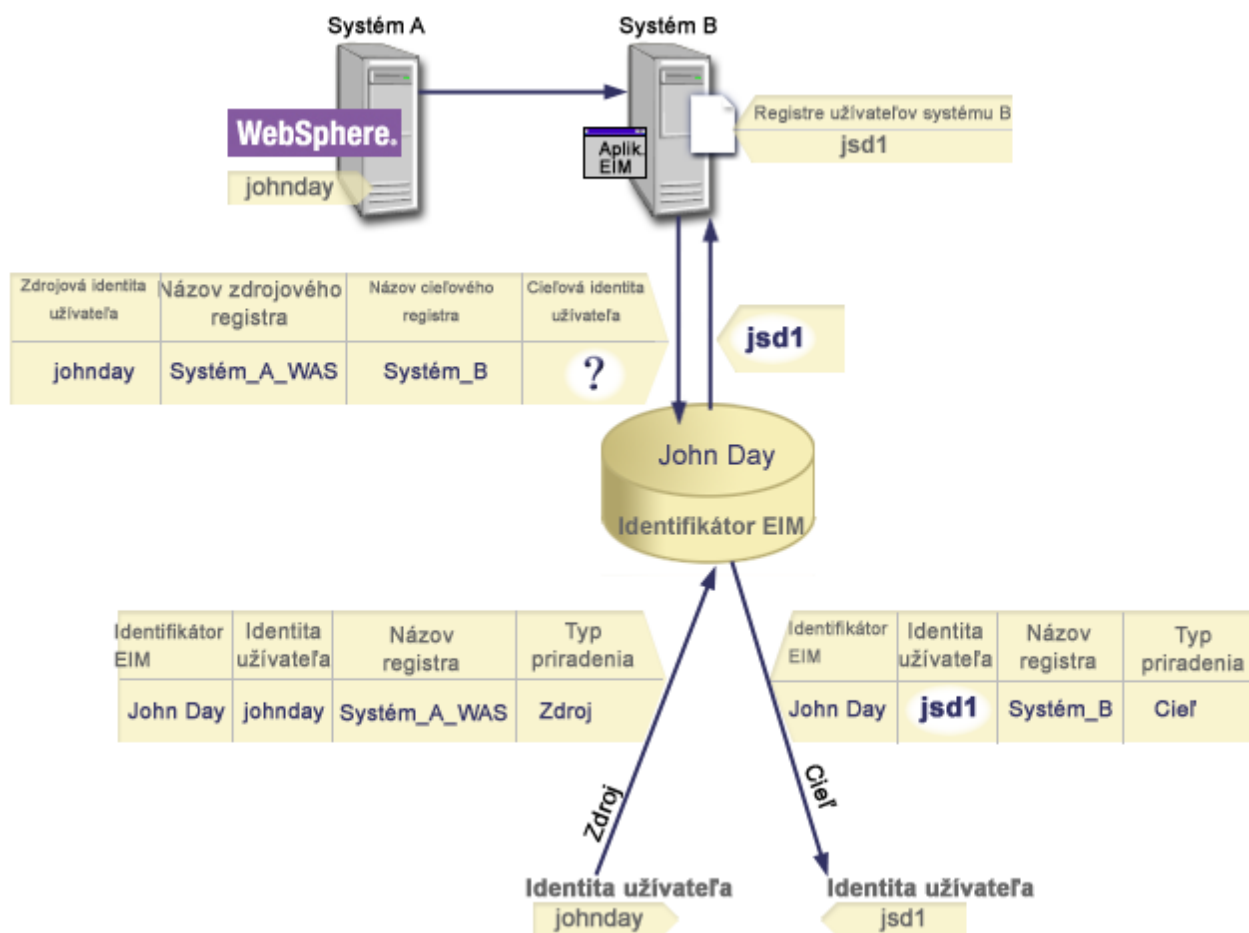 Systém A
Systém B
WebSphere.
johnday
Aplik.
EIM
Registre užívateľov systému B
jsd1
Zdrojová identita
užívateľa
Názov zdrojového
registra
Názov cieľového
registra
Cieľová identita
užívateľa
johnday
Systém_A_WAS
Systém_B
?
jsd1
John Day
Identifikátor EIM
Identifikátor
EIM
Identita
užívateľa
Názov
registra
Typ
priradenia
John Day
johnday
Systém_A_WAS
Zdroj
Identifikátor
EIM
Identita
užívateľa
Názov
registra
Typ
priradenia
John Day
jsd1
Systém_B
Cieľ
Zdroj
Cieľ
Identita užívateľa
johnday
Identita užívateľa
jsd1